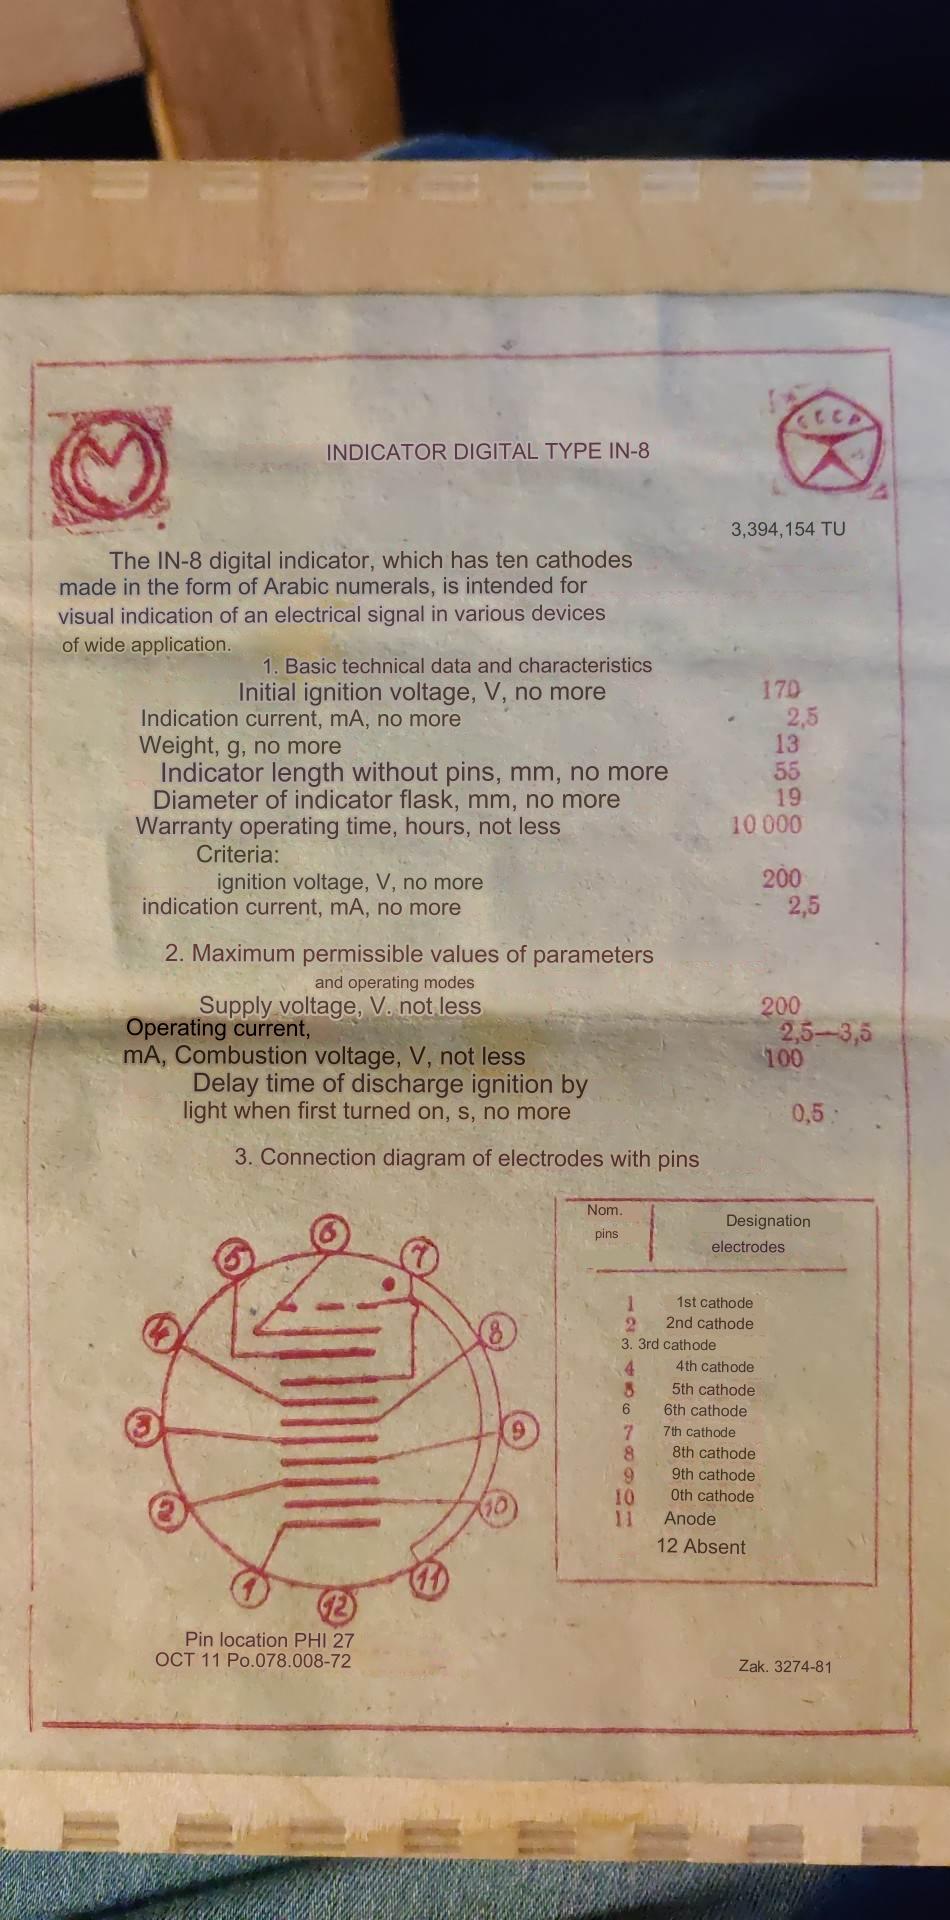 СССР
INDICATOR DIGITAL TYPE IN-8
3,394,154 TU
The IN-8 digital indicator, which has ten cathodes
made in the form of Arabic numerals, is intended for
visual indication of an electrical signal in various devices
of wide application.
1. Basic technical data and characteristics
Initial ignition voltage, V, no more 170
Indication current, mA, no more 2,5
Weight, g, no more 13
Indicator length without pins, mm, no more 55
Diameter of indicator flask, mm, no more 19
Warranty operating time, hours, not less 10 000
Criteria:
ignition voltage, V, no more 200
indication current, mA, no more 2,5
2. Maximum permissible values of parameters
and operating modes
Supply voltage, V. not less 200
Operating current, 2,5—3,5
mA, Combustion voltage, V, not less 100
Delay time of discharge ignition by
light when first turned on, s, no more 0,5
3. Connection diagram of electrodes with pins
6
5
7
4
8
3
9
2
10
1
11
12
Pin location PHI 27
OCT 11 Po.078.008-72
Nom.
pins
Designation
electrodes
1 1st cathode
2 2nd cathode
3. 3rd cathode
4 4th cathode
5 5th cathode
6 6th cathode
7 7th cathode
8 8th cathode
9 9th cathode
10 0th cathode
11 Anode
12 Absent
Zak. 3274-81